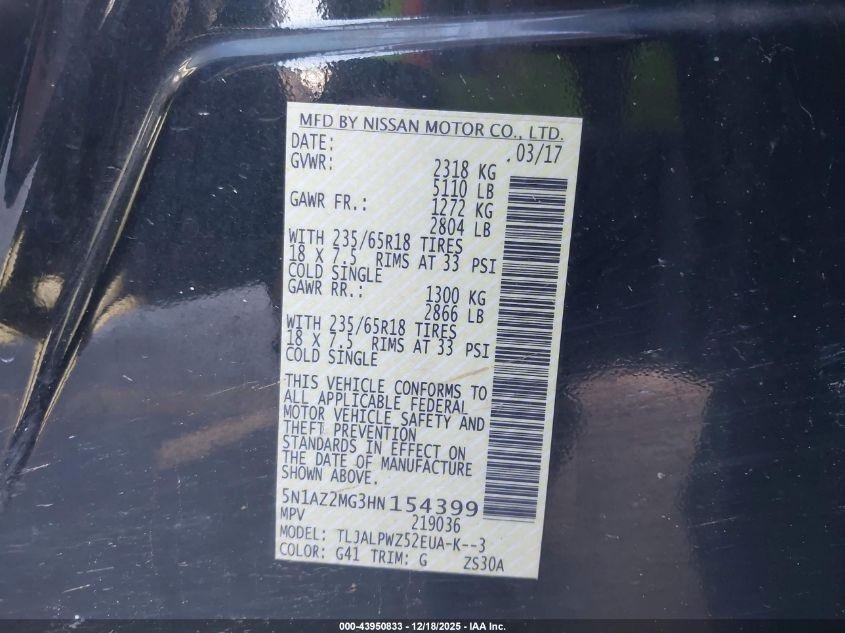 MFD BY NISSAN MOTOR CO., LTD.
DATE: .03/17
GVWR: 2318 KG
5110 LB
GAWR FR.: 1272 KG
2804 LB
WITH 235/65R18 TIRES
18 X 7.5 RIMS AT 33 PSI
COLD SINGLE
GAWR RR.: 1300 KG
2866 LB
WITH 235/65R18 TIRES
18 X 7.5 RIMS AT 33 PSI
COLD SINGLE
THIS VEHICLE CONFORMS TO
ALL APPLICABLE FEDERAL
MOTOR VEHICLE SAFETY AND
THEFT PREVENTION
STANDARDS IN EFFECT ON
THE DATE OF MANUFACTURE
SHOWN ABOVE.
5N1AZ2MG3HN154399
MPV 219036
MODEL: TLJALPWZ52EUA-K--3
COLOR: G41 TRIM: G ZS30A
000-43950833 - 12/18/2025 - IAA Inc.